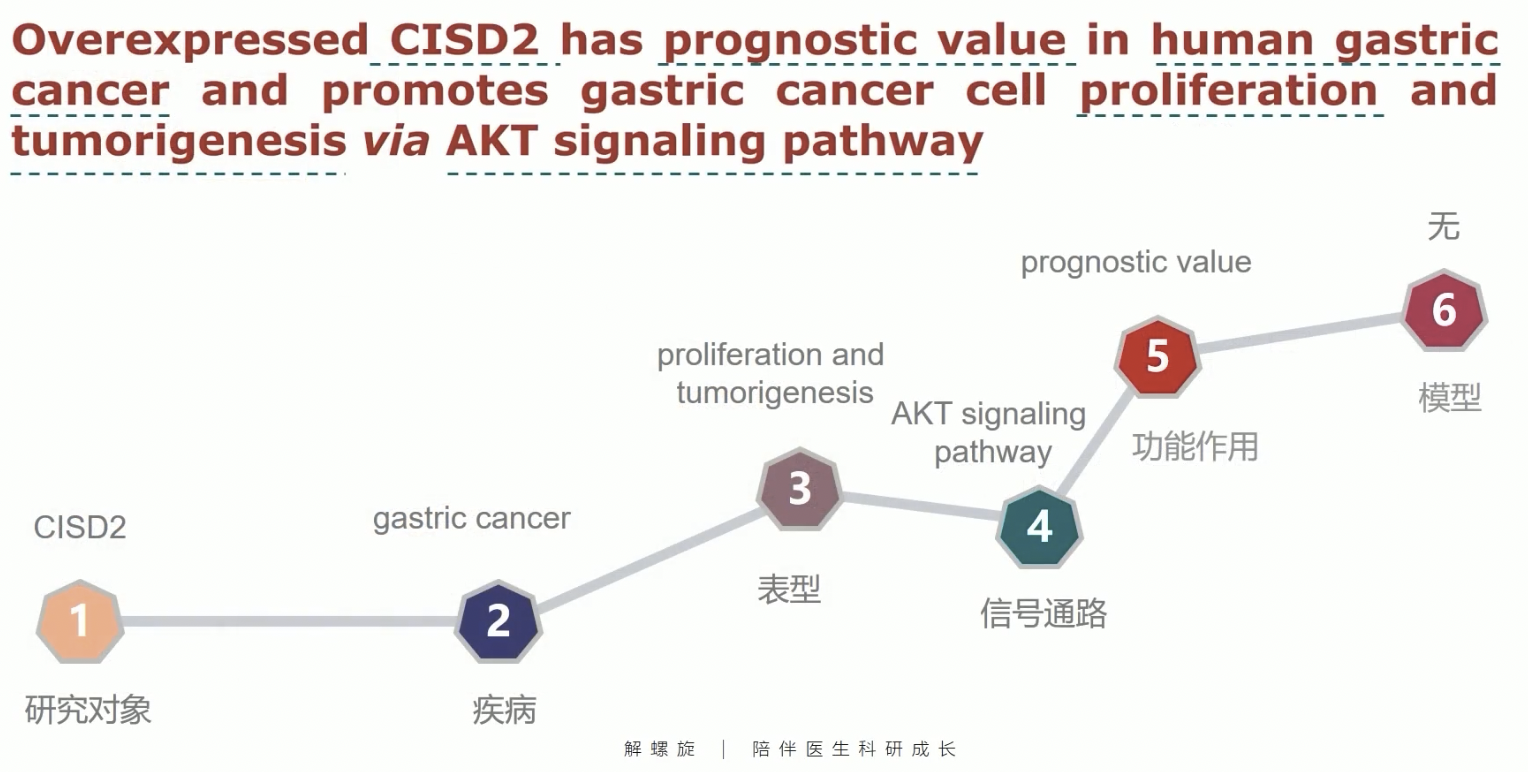 Overexpressed CISD2 has prognostic value in human gastric
cancer and promotes gastric cancer cell proliferation and
tumorigenesis via AKT signaling pathway
无
prognostic value
6
5
proliferation and
tumorigenesis
模型
AKT signaling
pathway
功能作用
3
CISD2
gastric cancer
4
表型
信号通路
1
2
研究对象
疾病
解螺旋 | 陪伴医生科研成长